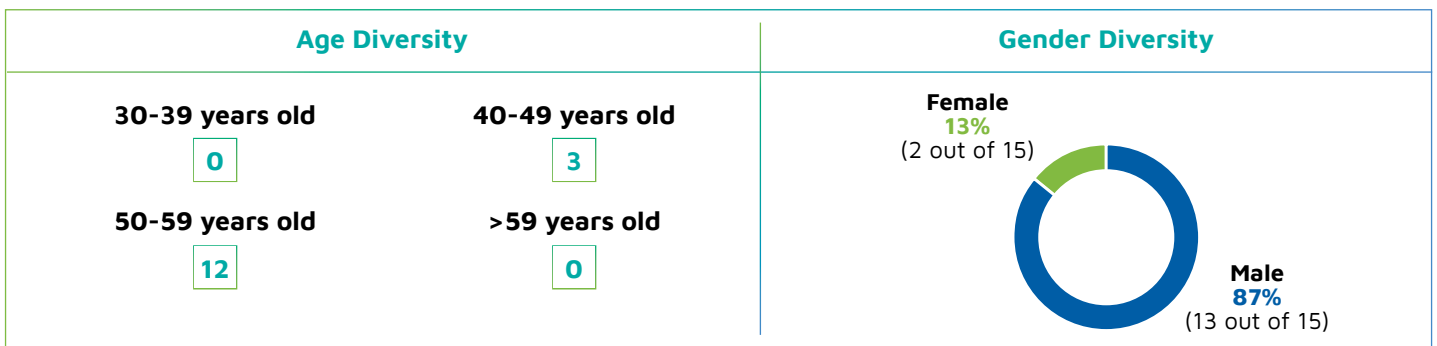 Age Diversity
Gender Diversity
30-39 years old
0
40-49 years old
3
50-59 years old
12
>59 years old
0
Female
13%
(2 out of 15)
Male
87%
(13 out of 15)